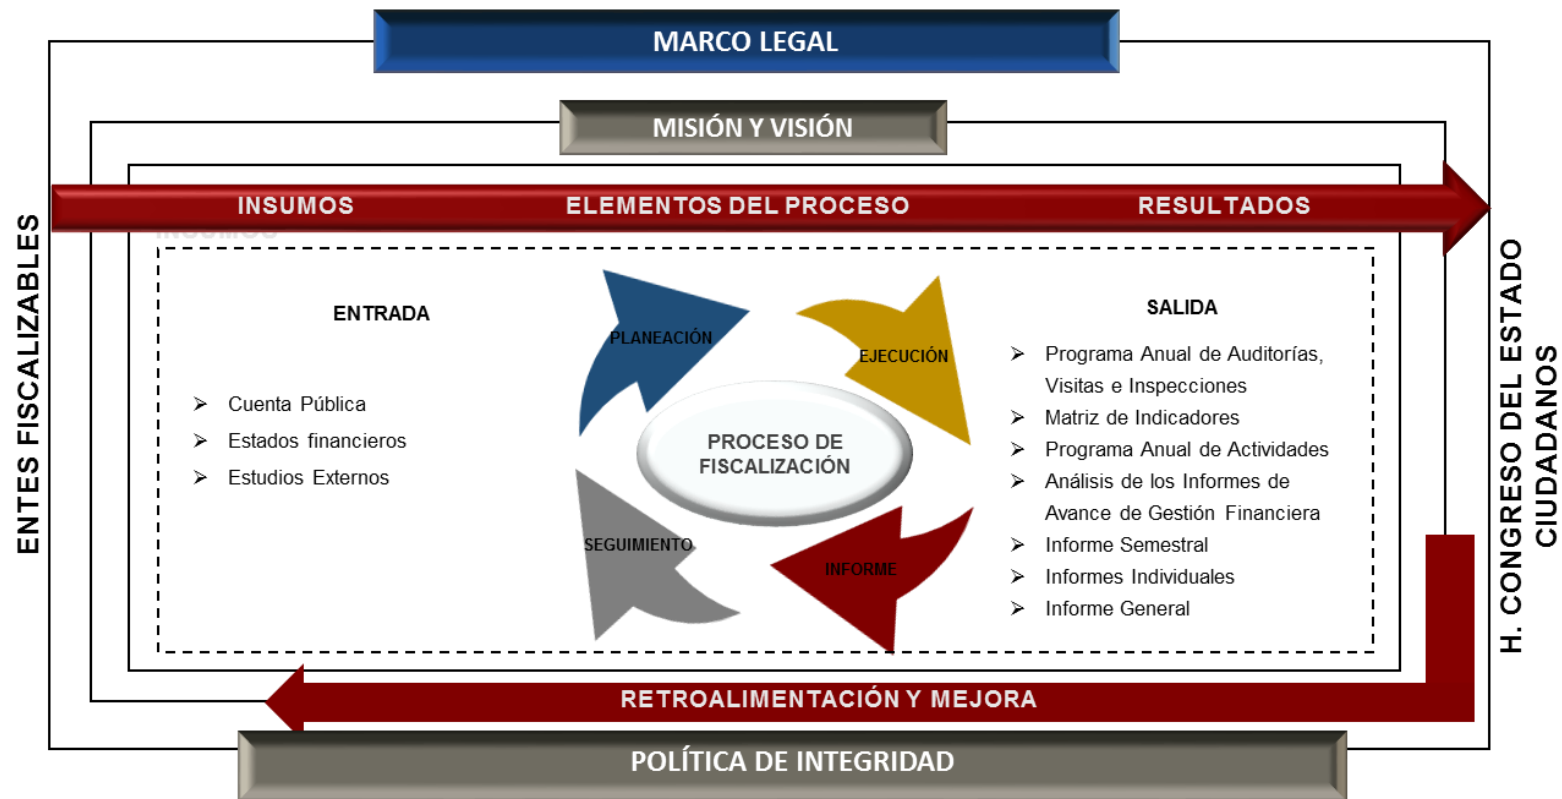 MARCO LEGAL
MISIÓN Y VISIÓN
INSUMOS
ELEMENTOS DEL PROCESO
RESULTADOS
INSUMOS
ENTES FISCALIZABLES
ENTRADA
➢ Cuenta Pública
➢ Estados financieros
➢ Estudios Externos
PLANEACIÓN
EJECUCIÓN
PROCESO DE
FISCALIZACIÓN
SEGUIMIENTO
INFORME
SALIDA
➢ Programa Anual de Auditorías,
Visitas e Inspecciones
➢ Matriz de Indicadores
➢ Programa Anual de Actividades
➢ Análisis de los Informes de
Avance de Gestión Financiera
➢ Informe Semestral
➢ Informes Individuales
➢ Informe General
H. CONGRESO DEL ESTADO
CIUDADANOS
RETROALIMENTACIÓN Y MEJORA
POLÍTICA DE INTEGRIDAD